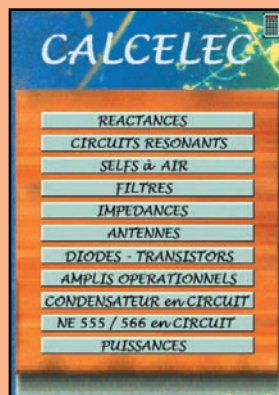 CALCELEC
REACTANCES
CIRCUITS RESONANTS
SELFS à AIR
FILTRES
IMPEDANCES
ANTENNES
DIODES - TRANSISTORS
AMPLIS OPERATIONNELS
CONDENSATEUR en CIRCUIT
NE 555 / 566 en CIRCUIT
PUISSANCES